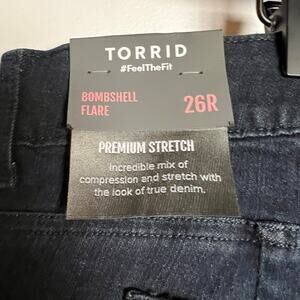 TORRID
#FeelTheFit
BOMBSHELL
FLARE
26R
PREMIUM STRETCH
Incredible mix of
compression and stretch with
the look of true denim.